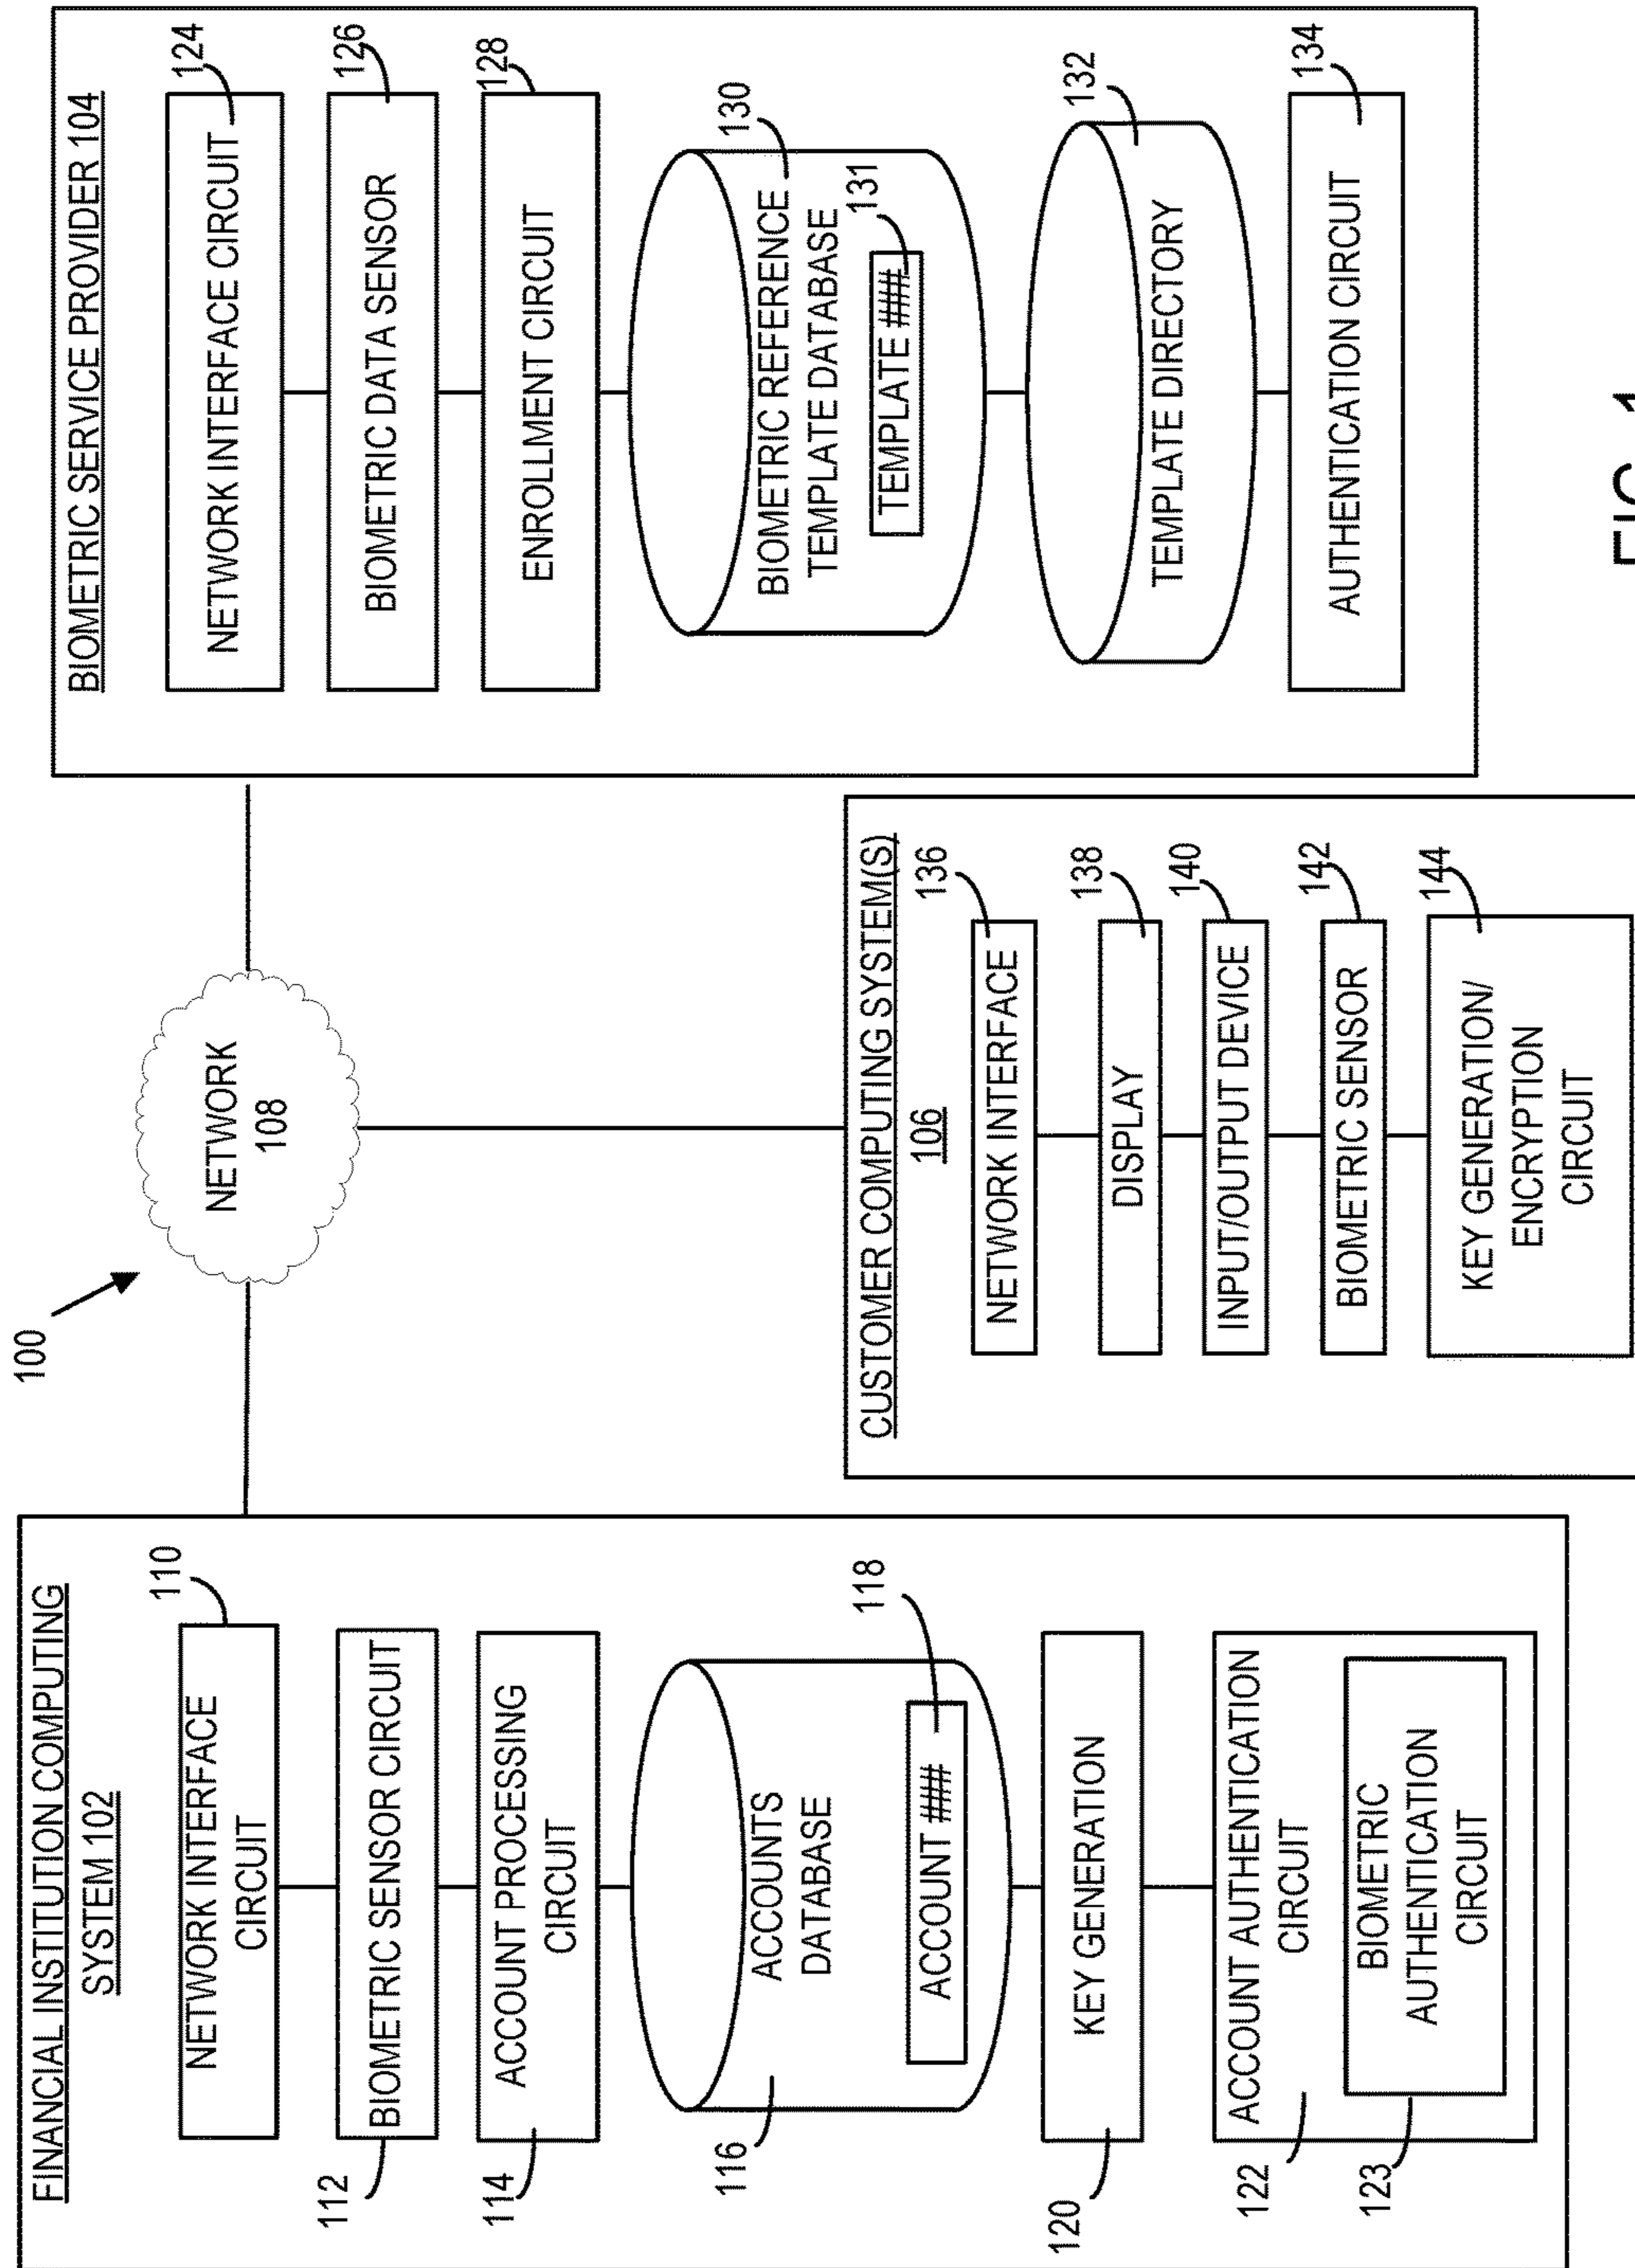 100
NETWORK
108
FINANCIAL INSTITUTION COMPUTING
SYSTEM 102
NETWORK INTERFACE
CIRCUIT
110
BIOMETRIC SENSOR CIRCUIT
112
ACCOUNT PROCESSING
CIRCUIT
114
ACCOUNTS
DATABASE
116
ACCOUNT ###
118
KEY GENERATION
120
ACCOUNT AUTHENTICATION
CIRCUIT
122
BIOMETRIC
AUTHENTICATION
CIRCUIT
123
CUSTOMER COMPUTING SYSTEM(S)
106
NETWORK INTERFACE
136
DISPLAY
138
INPUT/OUTPUT DEVICE
140
BIOMETRIC SENSOR
142
KEY GENERATION/
ENCRYPTION
CIRCUIT
144
BIOMETRIC SERVICE PROVIDER 104
NETWORK INTERFACE CIRCUIT
124
BIOMETRIC DATA SENSOR
126
ENROLLMENT CIRCUIT
128
BIOMETRIC REFERENCE
TEMPLATE DATABASE
130
TEMPLATE ###
131
TEMPLATE DIRECTORY
132
AUTHENTICATION CIRCUIT
134
FIG. 1